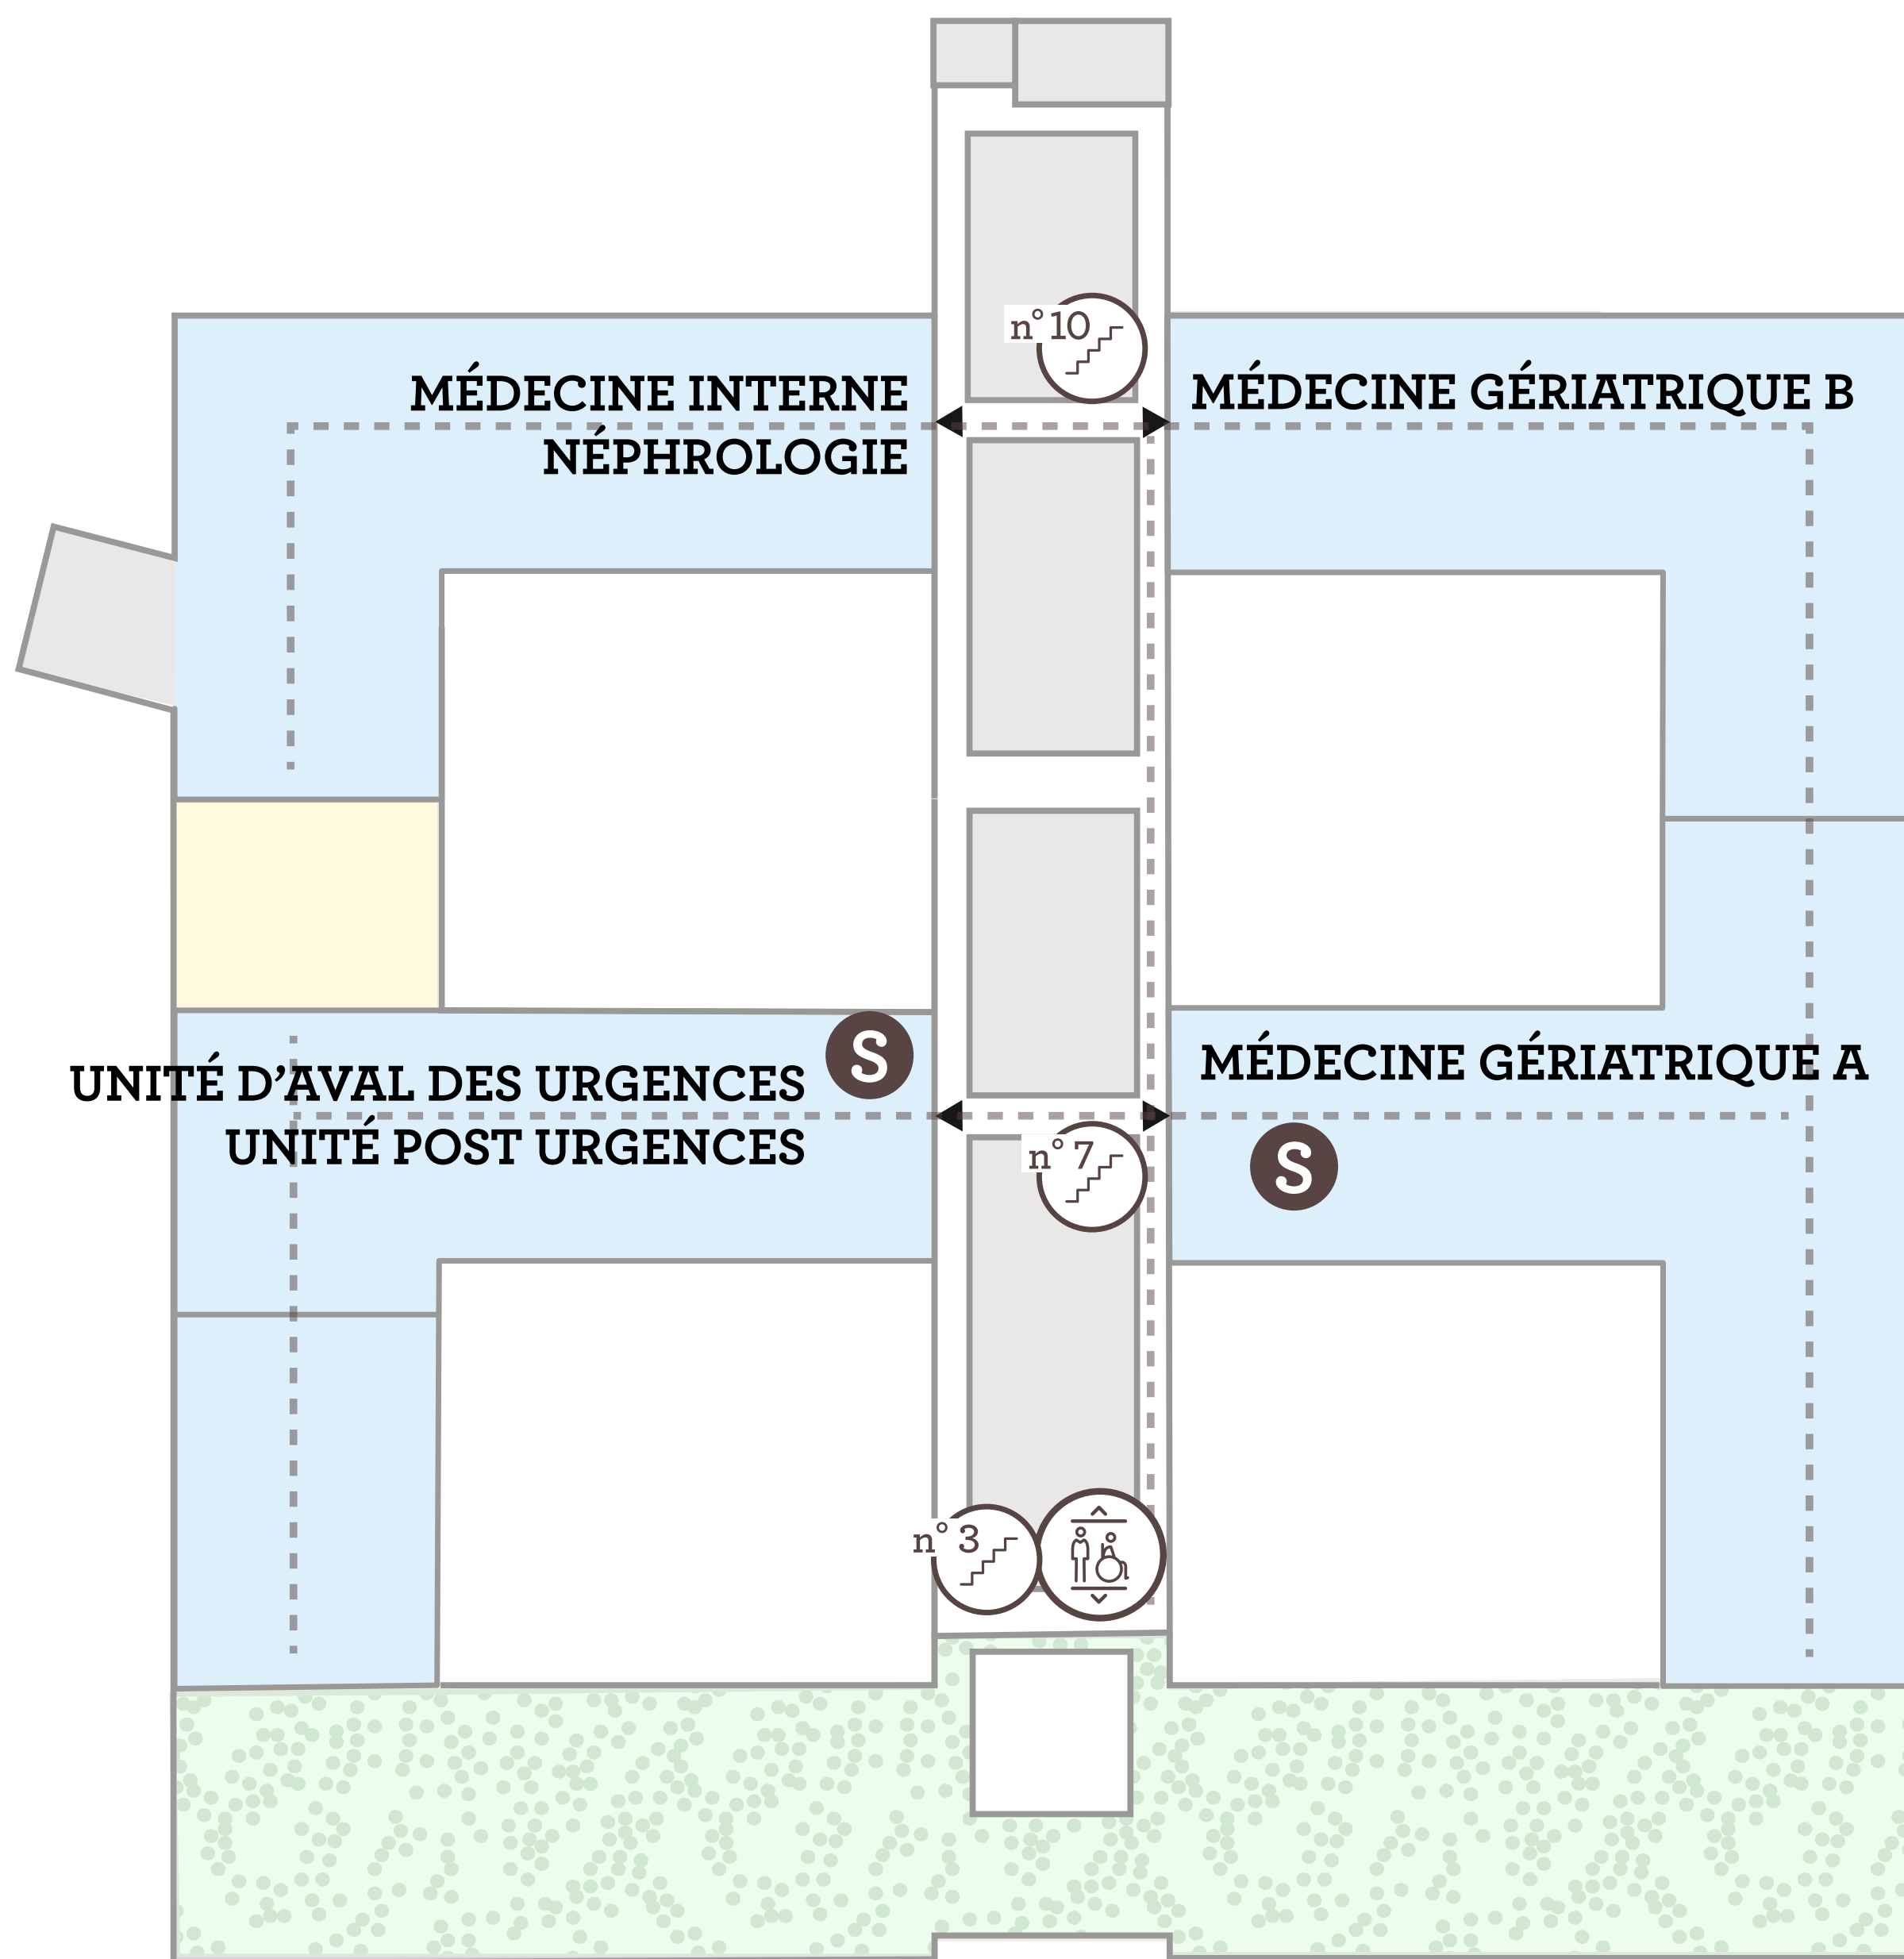 n°10
MÉDECINE INTERNE
NÉPHROLOGIE
MÉDECINE GÉRIATRIQUE B
S
UNITÉ D'AVAL DES URGENCES
UNITÉ POST URGENCES
MÉDECINE GÉRIATRIQUE A
n°7
S
n°3